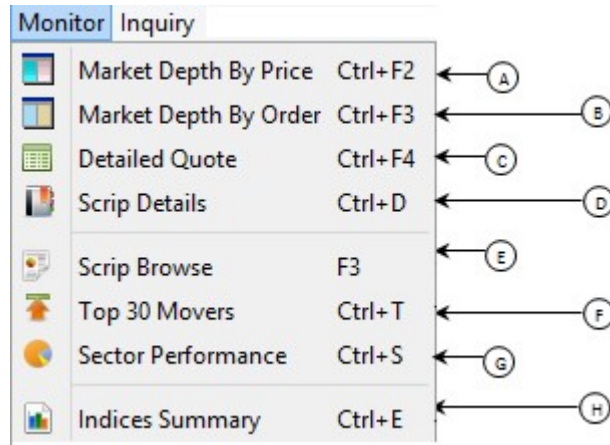 Monitor Inquiry
Market Depth By Price Ctrl+F2 A
Market Depth By Order Ctrl+F3 B
Detailed Quote Ctrl+F4 C
Scrip Details Ctrl+D D
E
Scrip Browse F3
Top 30 Movers Ctrl+T F
Sector Performance Ctrl+S G
H
Indices Summary Ctrl+E